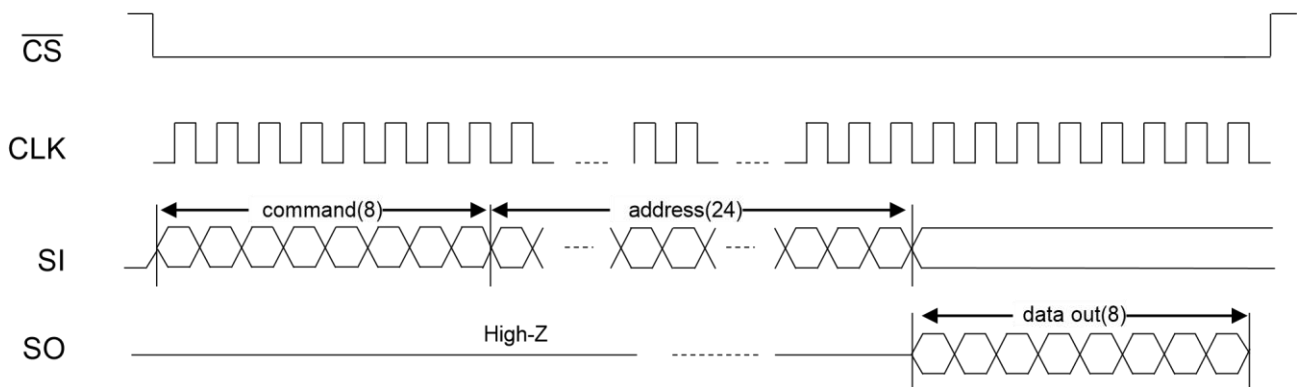 CS
CLK
command(8)
address(24)
SI
High-Z
data out(8)
SO